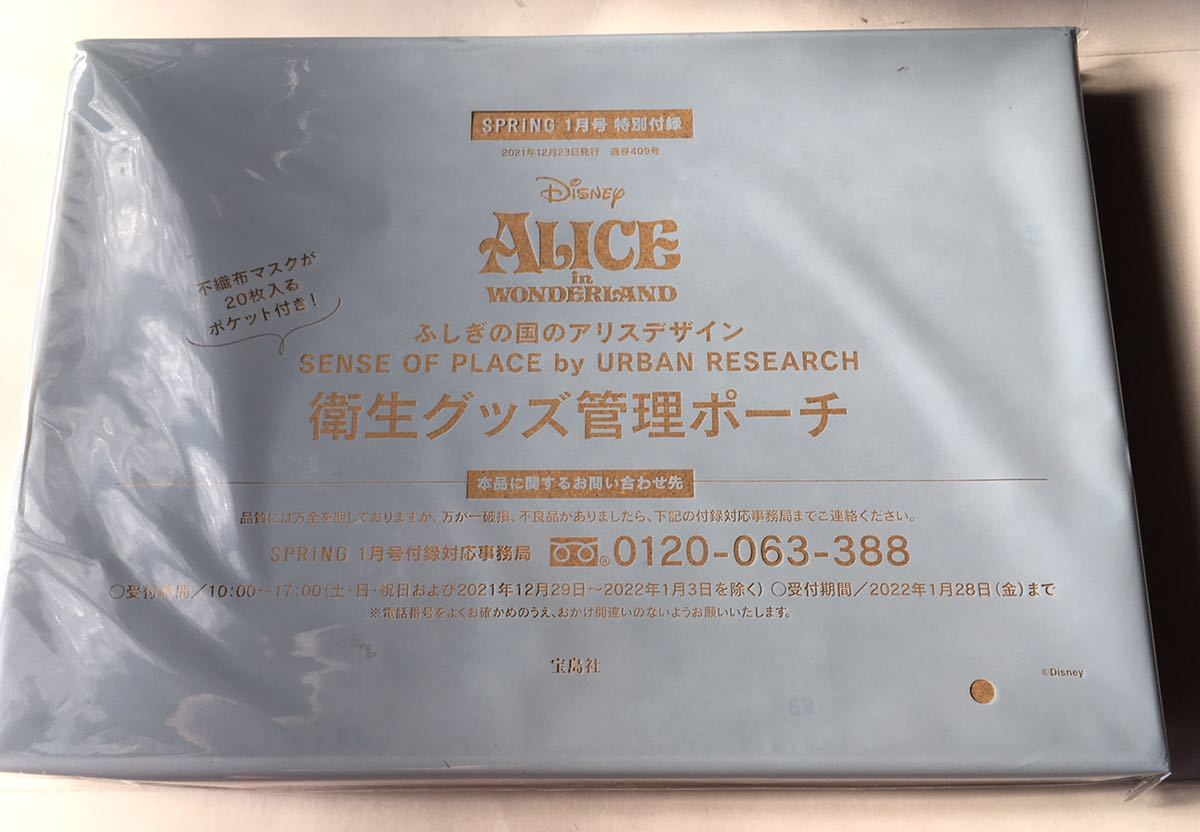 SPRiNG 1月号 特別付録
2021年12月23日発行 通巻409号
Disney
ALICE
in
WONDERLAND
不織布マスクが
20枚入る
ポケット付き!
ふしぎの国のアリスデザイン
SENSE OF PLACE by URBAN RESEARCH
衛生グッズ管理ポーチ
本品に関するお問い合わせ先
品質には万全を期しておりますが、万が一破損、不良品がありましたら、下記の付録対応事務局までご連絡ください。
SPRiNG 1月号付録対応事務局 ® 0120-063-388
○受付時間/10:00〜17:00(土・日・祝日および2021年12月29日〜2022年1月3日を除く) ○受付期間/2022年1月28日(金)まで
※電話番号をよくお確かめのうえ、おかけ間違いのないようお願いいたします。
宝島社
©Disney